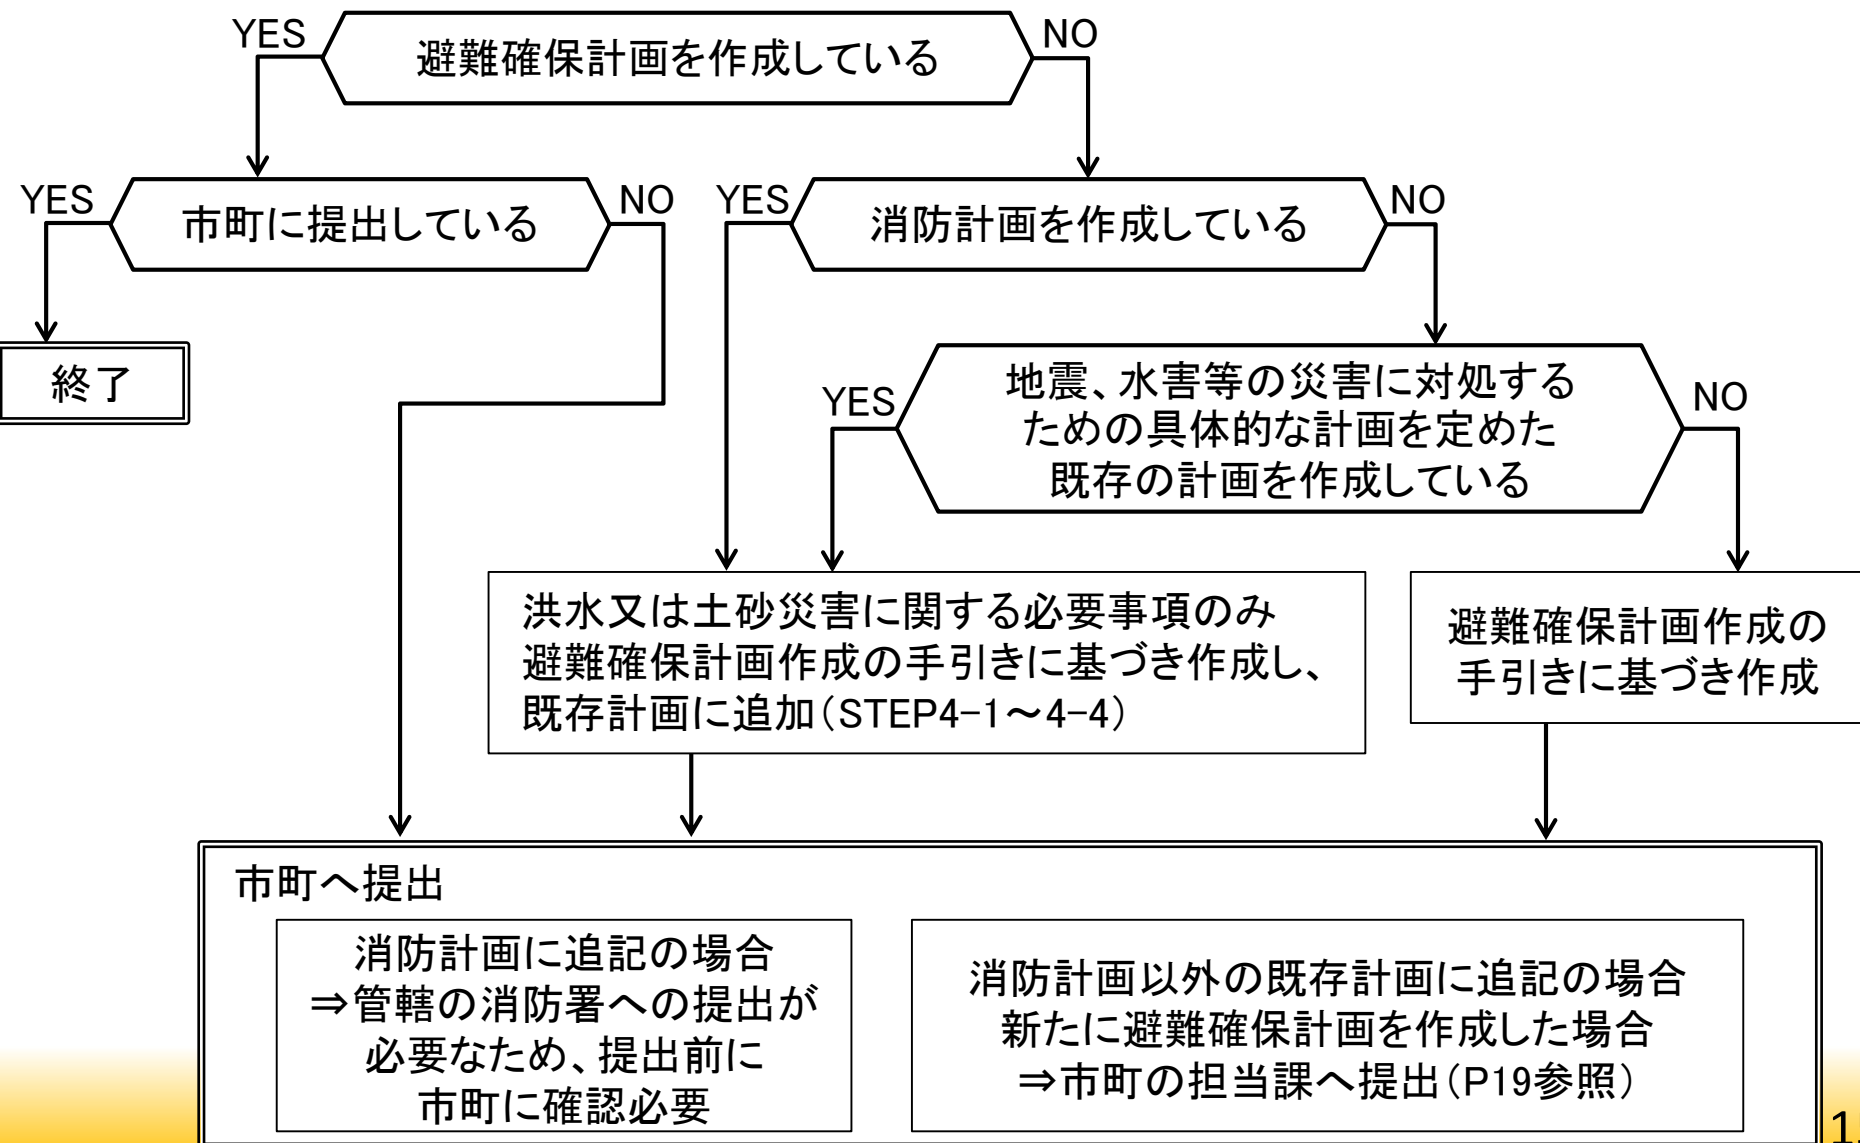 YES
避難確保計画を作成している
NO
YES
市町に提出している
NO
YES
消防計画を作成している
NO
終了
YES
地震、水害等の災害に対処する
ための具体的な計画を定めた
既存の計画を作成している
NO
洪水又は土砂災害に関する必要事項のみ
避難確保計画作成の手引きに基づき作成し、
既存計画に追加(STEP4-1～4-4)
避難確保計画作成の
手引きに基づき作成
市町へ提出
消防計画に追記の場合
⇒管轄の消防署への提出が
必要なため、提出前に
市町に確認必要
消防計画以外の既存計画に追記の場合
新たに避難確保計画を作成した場合
⇒市町の担当課へ提出(P19参照)